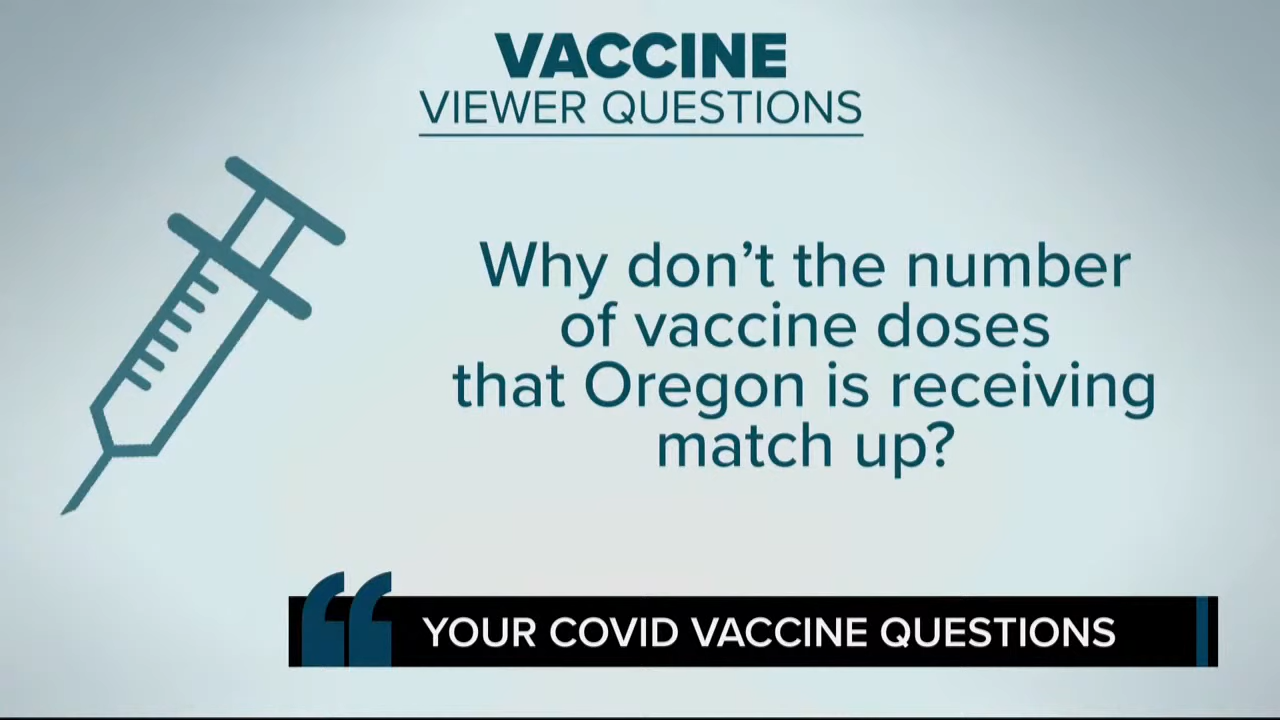 VACCINE
VIEWER QUESTIONS
Why don’t the number
of vaccine doses
that Oregon is receiving
match up?
YOUR COVID VACCINE QUESTIONS